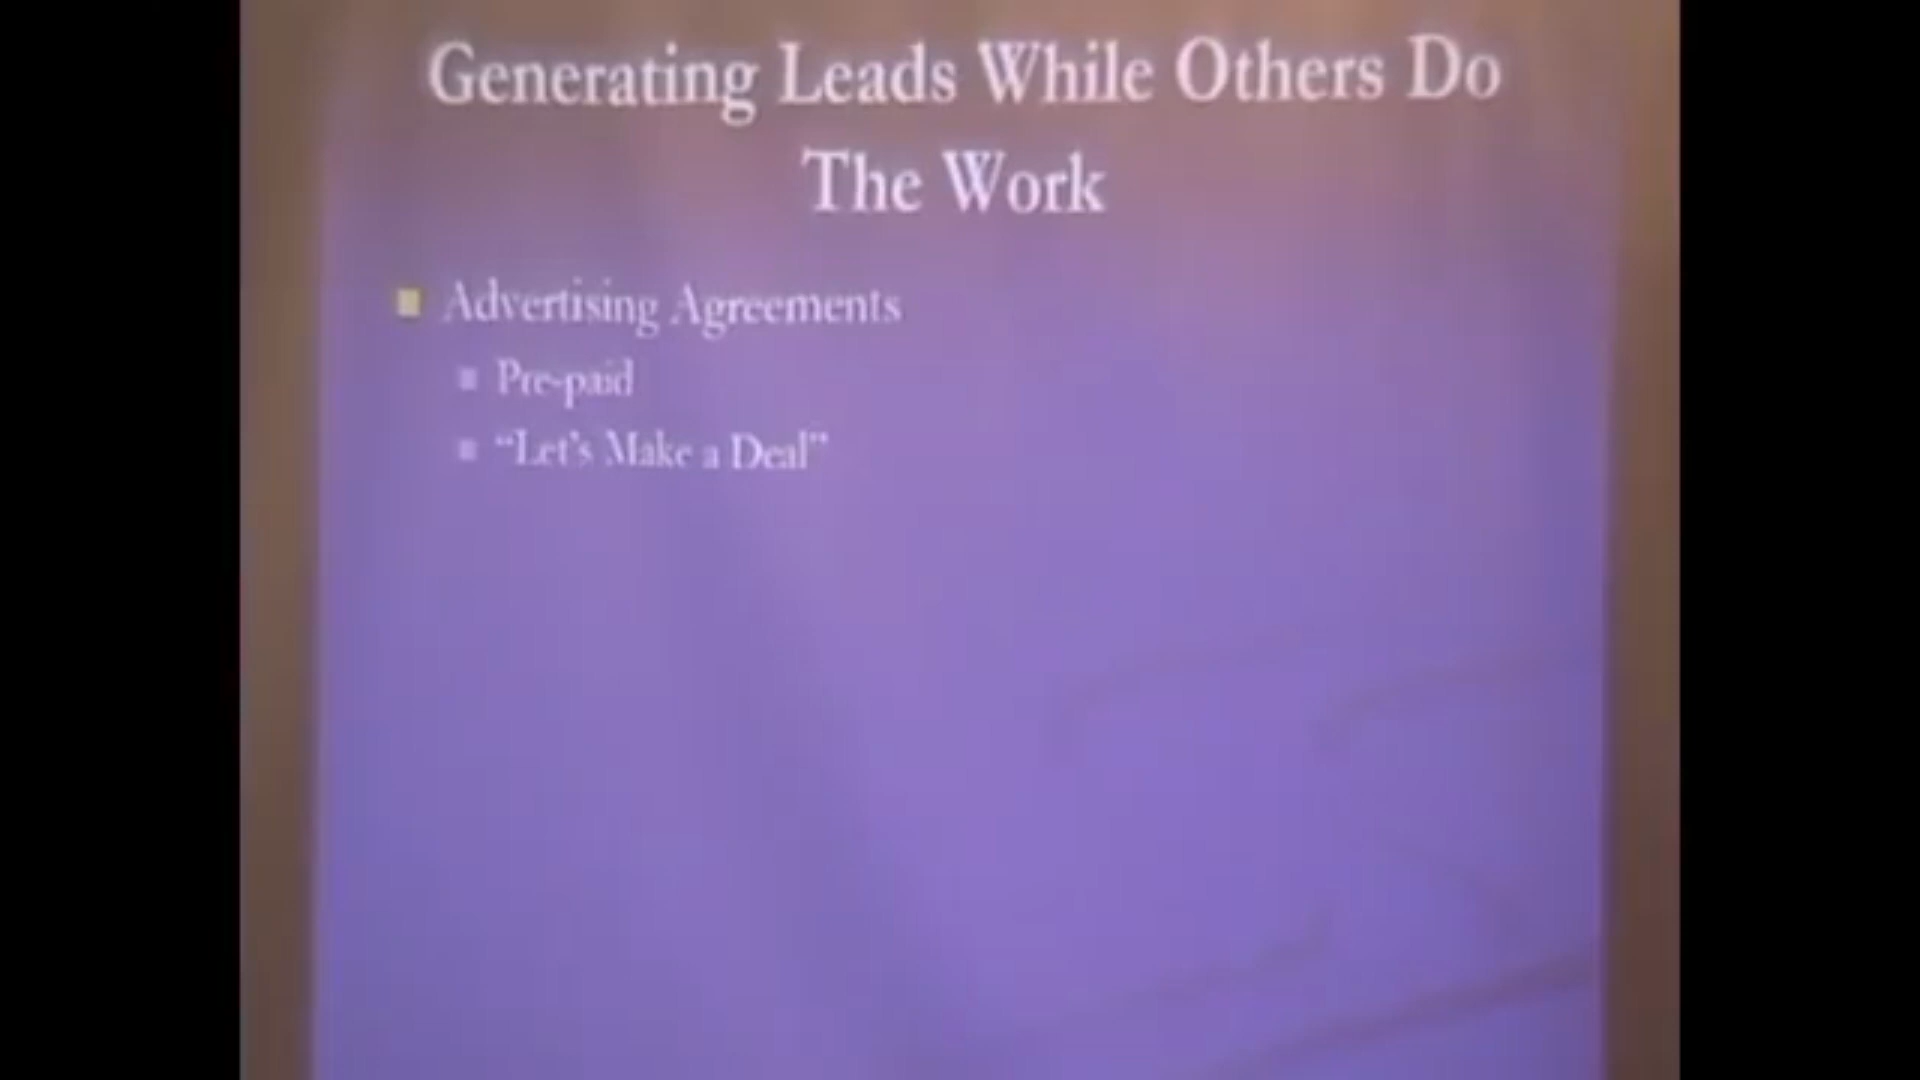 Generating Leads While Others Do
The Work
Advertising Agreements
Pre-paid
“Let’s Make a Deal”